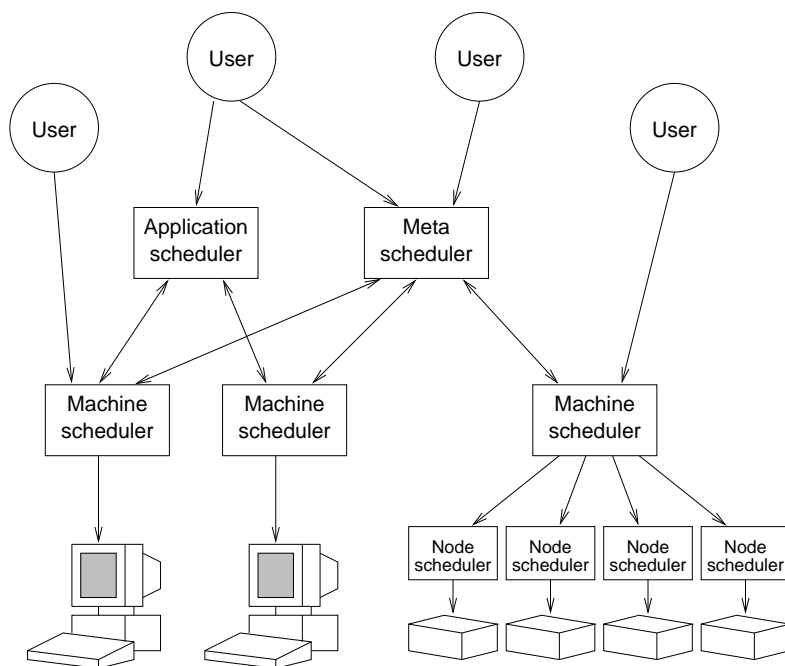 User
User
User
User
Application
scheduler
Meta
scheduler
Machine
scheduler
Machine
scheduler
Machine
scheduler
Node
scheduler
Node
scheduler
Node
scheduler
Node
scheduler